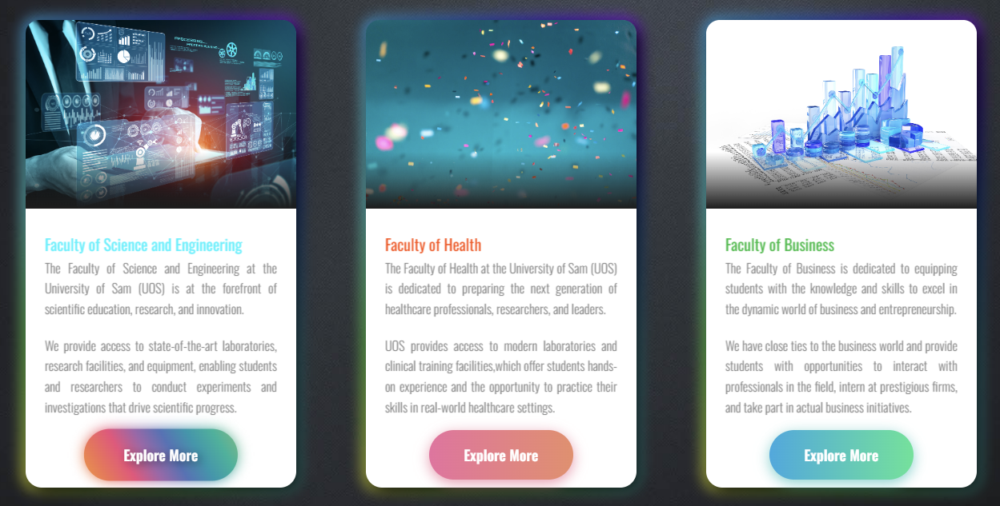 PROCESSING...
Faculty of Science and Engineering
The Faculty of Science and Engineering at the
University of Sam (UOS) is at the forefront of
scientific education, research, and innovation.
We provide access to state-of-the-art laboratories,
research facilities, and equipment, enabling students
and researchers to conduct experiments and
investigations that drive scientific progress.
Explore More
Faculty of Health
The Faculty of Health at the University of Sam (UOS)
is dedicated to preparing the next generation of
healthcare professionals, researchers, and leaders.
UOS provides access to modern laboratories and
clinical training facilities,which offer students hands-
on experience and the opportunity to practice their
skills in real-world healthcare settings.
Explore More
Faculty of Business
The Faculty of Business is dedicated to equipping
students with the knowledge and skills to excel in
the dynamic world of business and entrepreneurship.
We have close ties to the business world and provide
students with opportunities to interact with
professionals in the field, intern at prestigious firms,
and take part in actual business initiatives.
Explore More